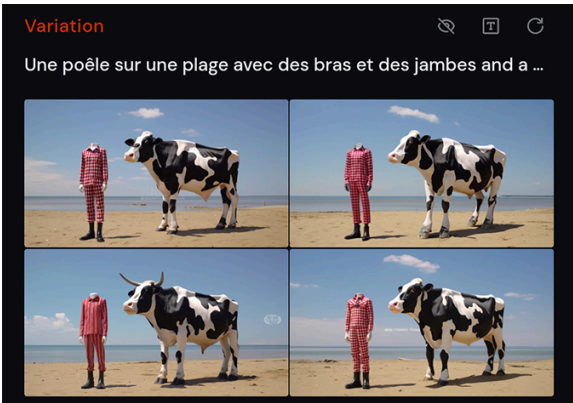 Variation
Une poêle sur une plage avec des bras et des jambes and a ...